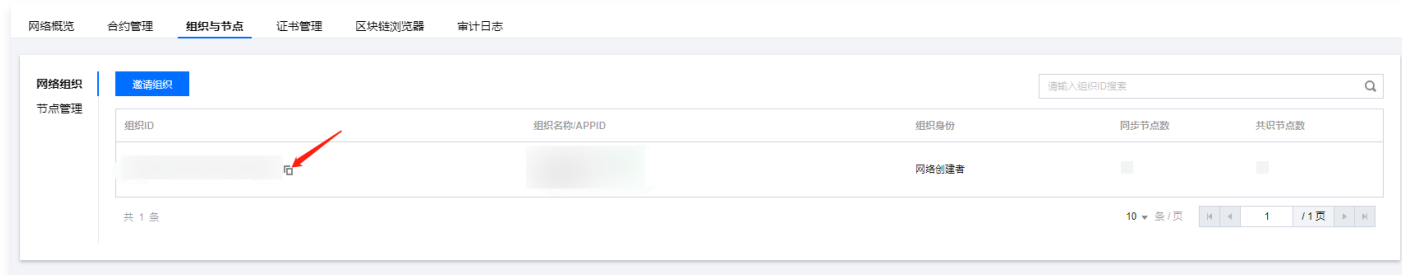 网络概览 合约管理 组织与节点 证书管理 区块链浏览器 审计日志
网络组织 邀请组织 请输入组织ID搜索
节点管理
组织ID 组织名称/APPID 组织身份 同步节点数 共识节点数
网络创建者
共 1 条 10 条/页 1 /1页